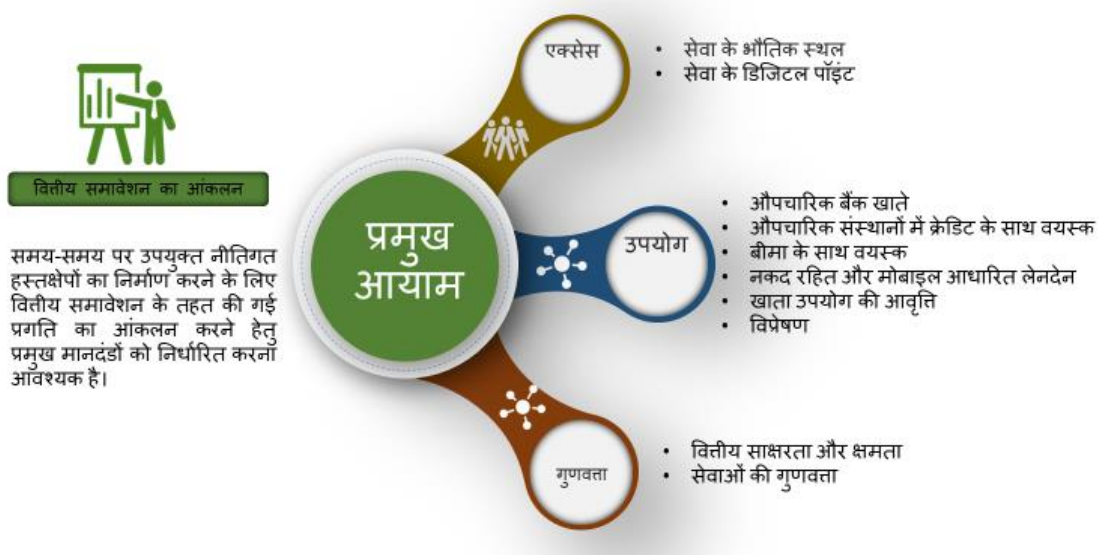 वित्तीय समावेशन का आंकलन
समय-समय पर उपयुक्त नीतिगत
हस्तक्षेपों का निर्माण करने के लिए
वित्तीय समावेशन के तहत की गई
प्रगति का आंकलन करने हेतु
प्रमुख मानदंडों को निर्धारित करना
आवश्यक है।
प्रमुख
आयाम
एक्सेस
• सेवा के भौतिक स्थल
• सेवा के डिजिटल पॉइंट
उपयोग
• औपचारिक बैंक खाते
• औपचारिक संस्थानों में क्रेडिट के साथ वयस्क
• बीमा के साथ वयस्क
• नकद रहित और मोबाइल आधारित लेनदेन
• खाता उपयोग की आवृत्ति
• विप्रेषण
गुणवत्ता
• वित्तीय साक्षरता और क्षमता
• सेवाओं की गुणवत्ता